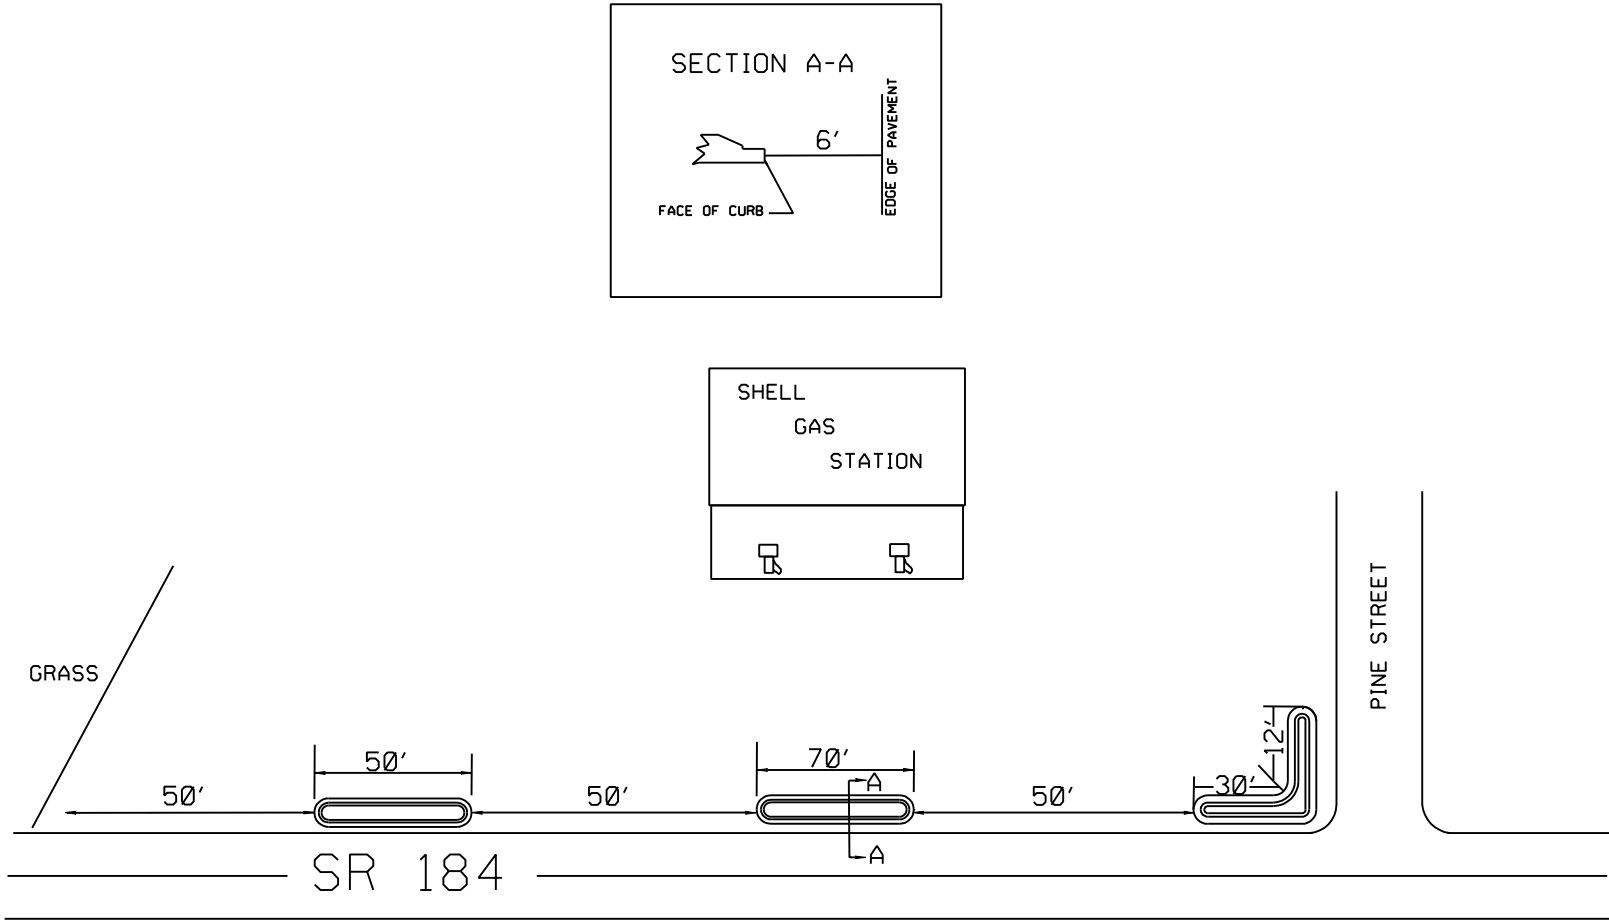 SECTION A-A
6'
EDGE OF PAVEMENT
FACE OF CURB
SHELL
GAS
STATION
PINE STREET
GRASS
50'
50'
50'
70'
A
50'
30'
12'
A
SR 184